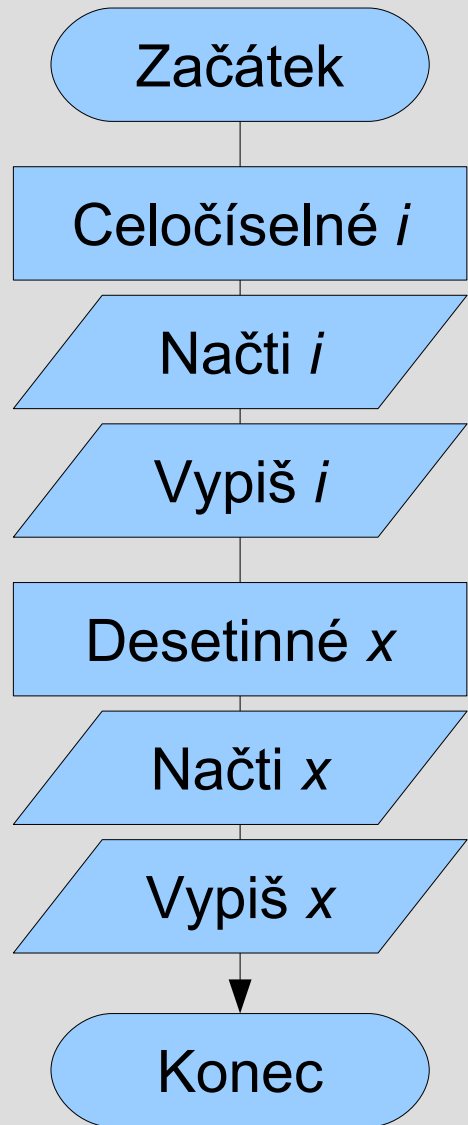 Začátek
Celočíselné i
Načti i
Vypiš i
Desetinné x
Načti x
Vypiš x
Konec